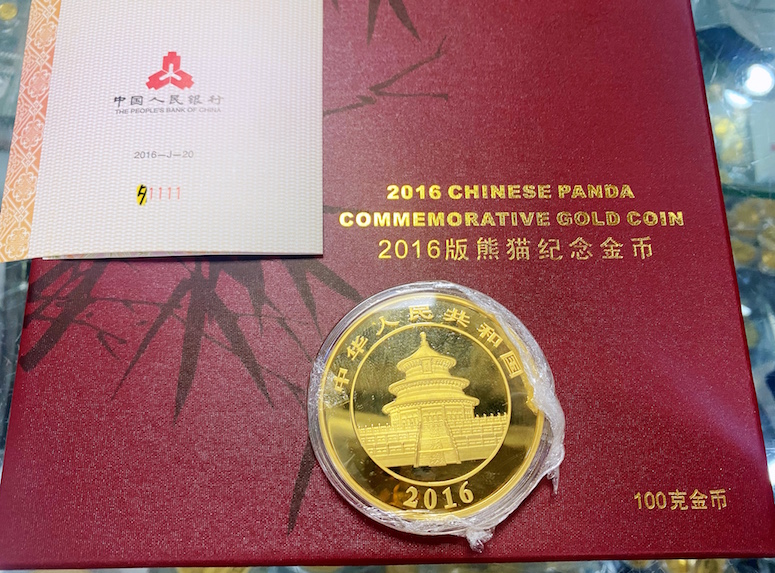 中国人民银行
THE PEOPLE'S BANK OF CHINA
2016-J-20
1111
2016 CHINESE PANDA
COMMEMORATIVE GOLD COIN
2016版熊猫纪念金币
中华人民共和国
2016
100克金币